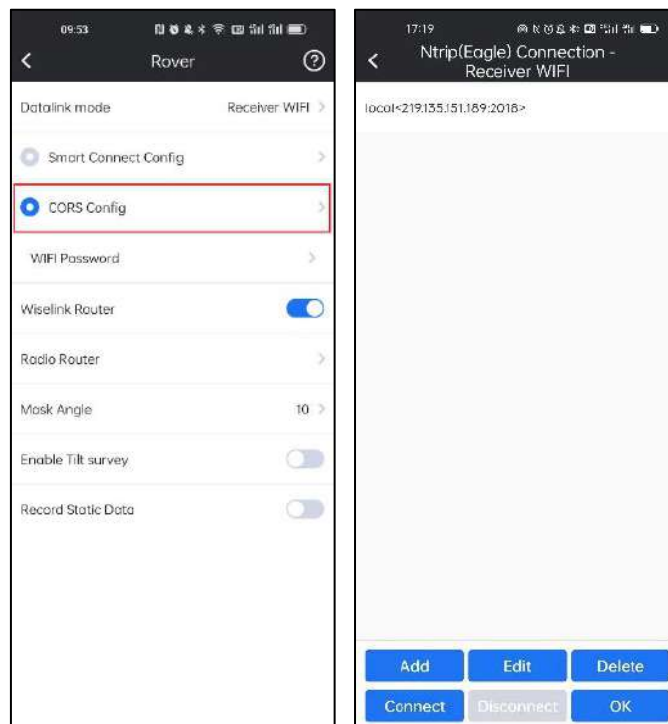 09:53
Rover
Datalink mode Receiver WIFI
Smart Connect Config
CORS Config
WIFI Password
Wiselink Router
Radio Router
Mask Angle 10
Enable Tilt survey
Record Static Data
17:19
Ntrip(Eagle) Connection -
Receiver WIFI
local<219.135.151.189:2018>
Add Edit Delete
Connect Disconnect OK